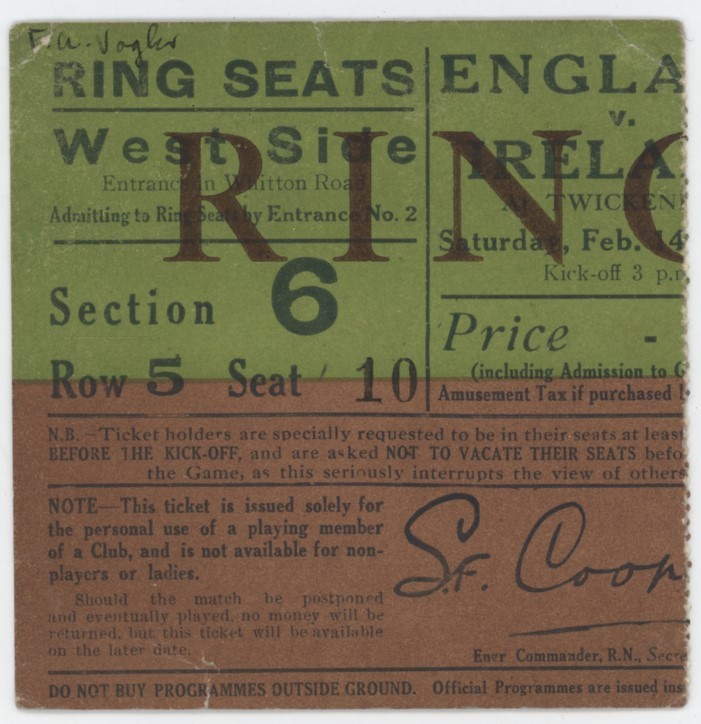 F. A. Vogler
RING SEATS
West Side
Entrance in Whitton Road
Admitting to Ring Seats by Entrance No. 2
Section 6
Row 5 Seat 10
ENGLA
v.
IRELA
At TWICKEN
Saturday, Feb. 14
Kick-off 3 p.m
Price -
(including Admission to G
Amusement Tax if purchased b
RING
N.B.—Ticket holders are specially requested to be in their seats at least
BEFORE THE KICK-OFF, and are asked NOT TO VACATE THEIR SEATS befo
the Game, as this seriously interrupts the view of others
NOTE—This ticket is issued solely for
the personal use of a playing member
of a Club, and is not available for non-
players or ladies.
Should the match be postponed
and eventually played, no money will be
returned, but this ticket will be available
on the later date.
S.F. Coop
Engr Commander, R.N., Secre
DO NOT BUY PROGRAMMES OUTSIDE GROUND. Official Programmes are issued ins